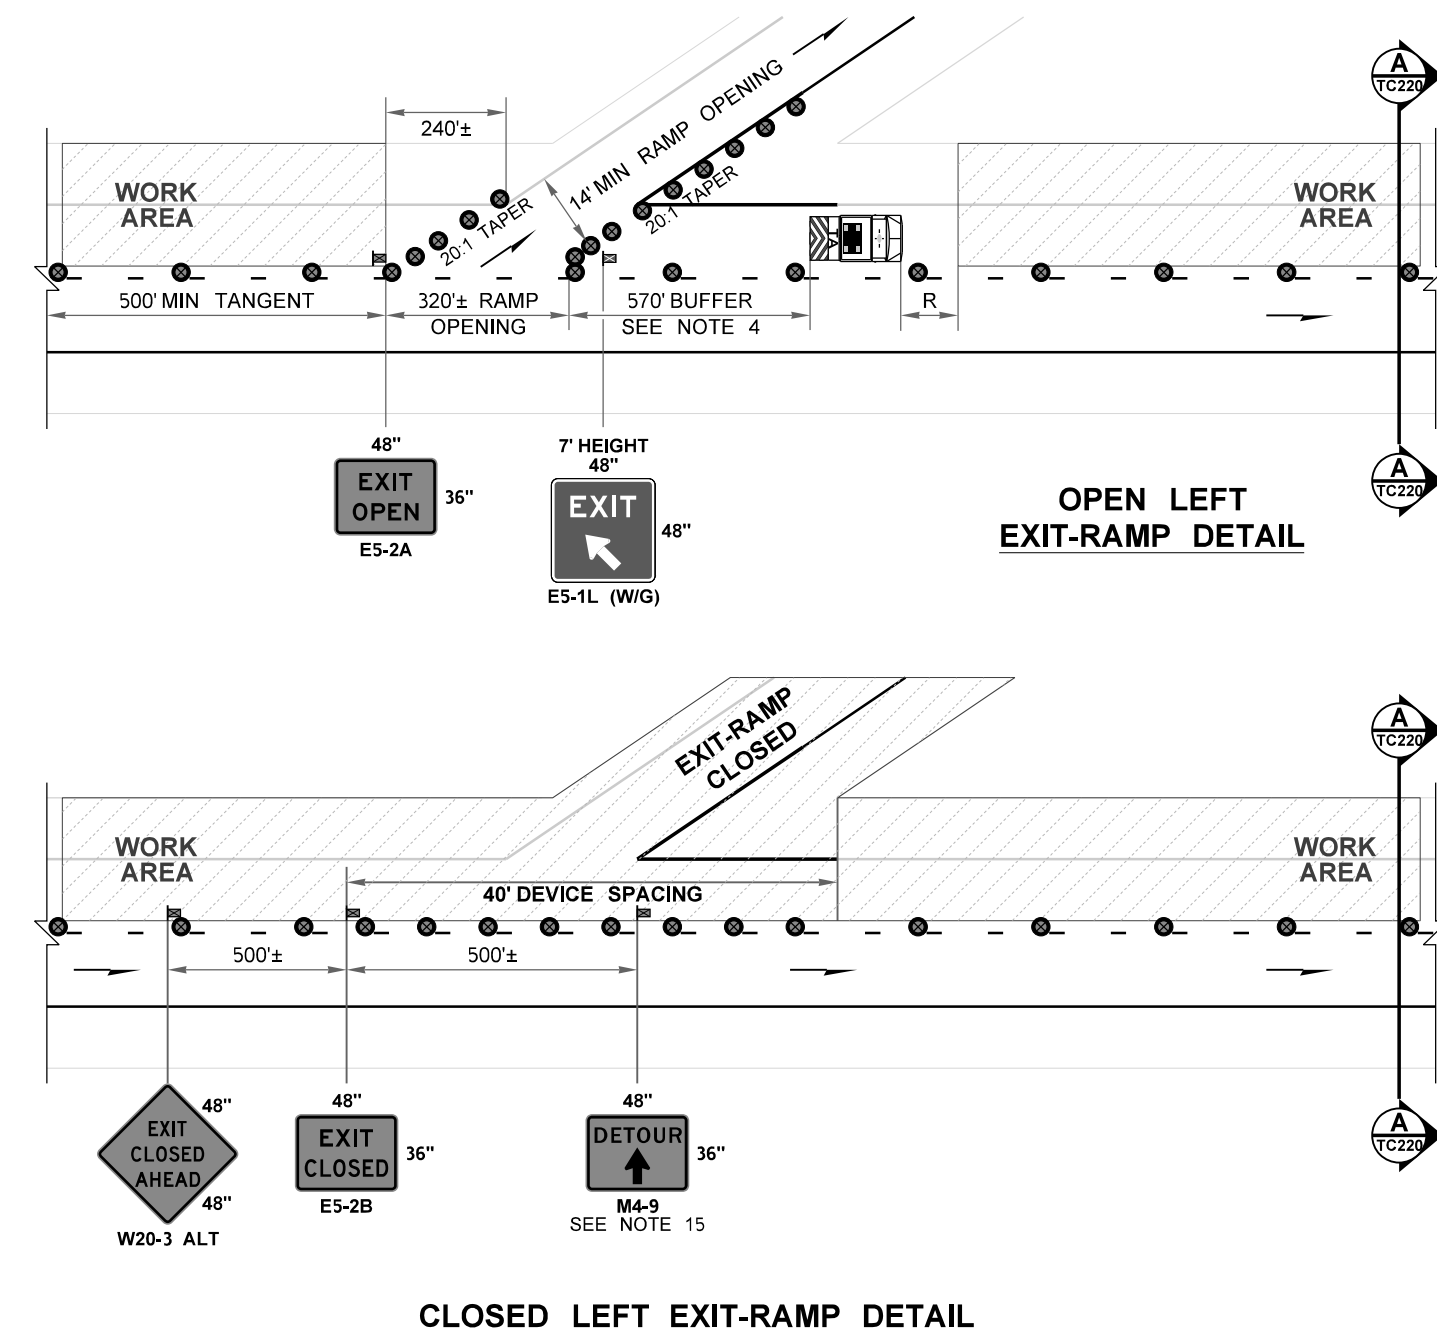 A
TC220
240'±
14' MIN RAMP OPENING
WORK
AREA
20:1 TAPER
20:1 TAPER
TA
WORK
AREA
500' MIN TANGENT
320'± RAMP
OPENING
570' BUFFER
SEE NOTE 4
R
48"
EXIT
OPEN
36"
E5-2A
7' HEIGHT
48"
EXIT
48"
E5-1L (W/G)
A
TC220
OPEN LEFT
EXIT-RAMP DETAIL
EXIT-RAMP
CLOSED
A
TC220
WORK
AREA
40' DEVICE SPACING
WORK
AREA
500'±
500'±
48"
EXIT
CLOSED
AHEAD
48"
W20-3 ALT
48"
EXIT
CLOSED
36"
E5-2B
48"
DETOUR
36"
M4-9
SEE NOTE 15
A
TC220
CLOSED LEFT EXIT-RAMP DETAIL